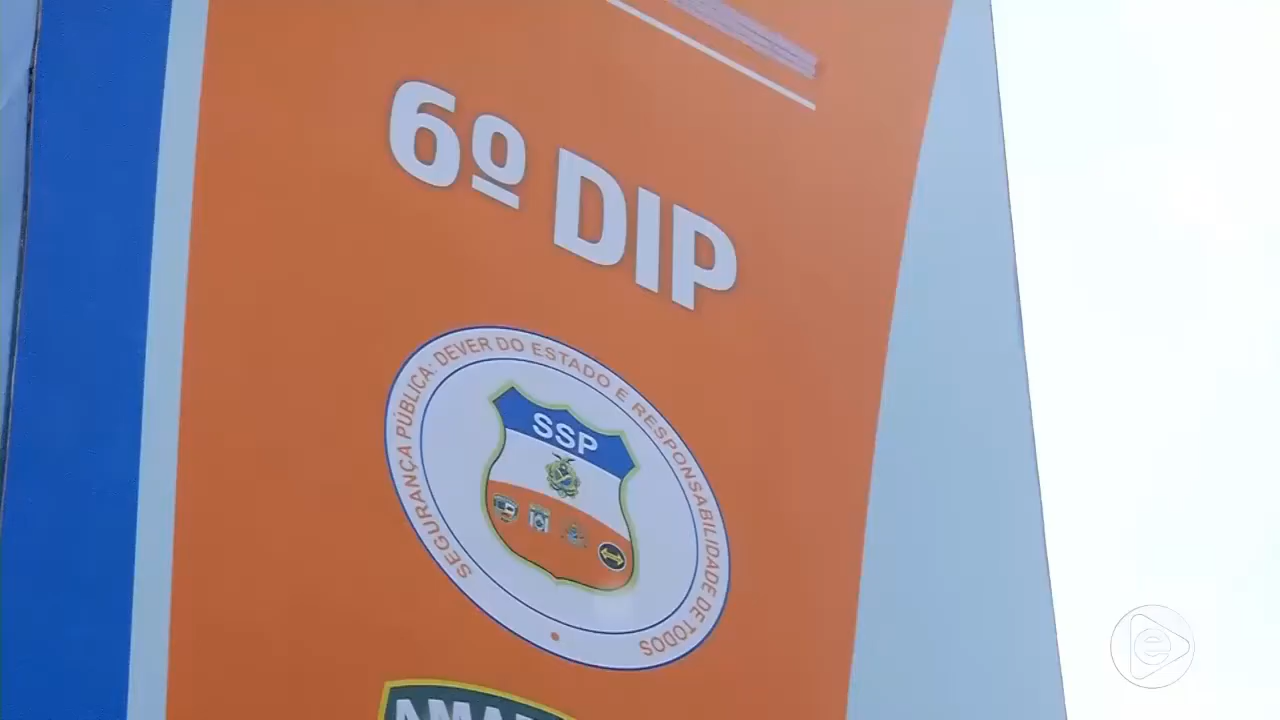 6º DIP
SEGURANÇA PÚBLICA: DEVER DO ESTADO E RESPONSABILIDADE DE TODOS
SSP
e